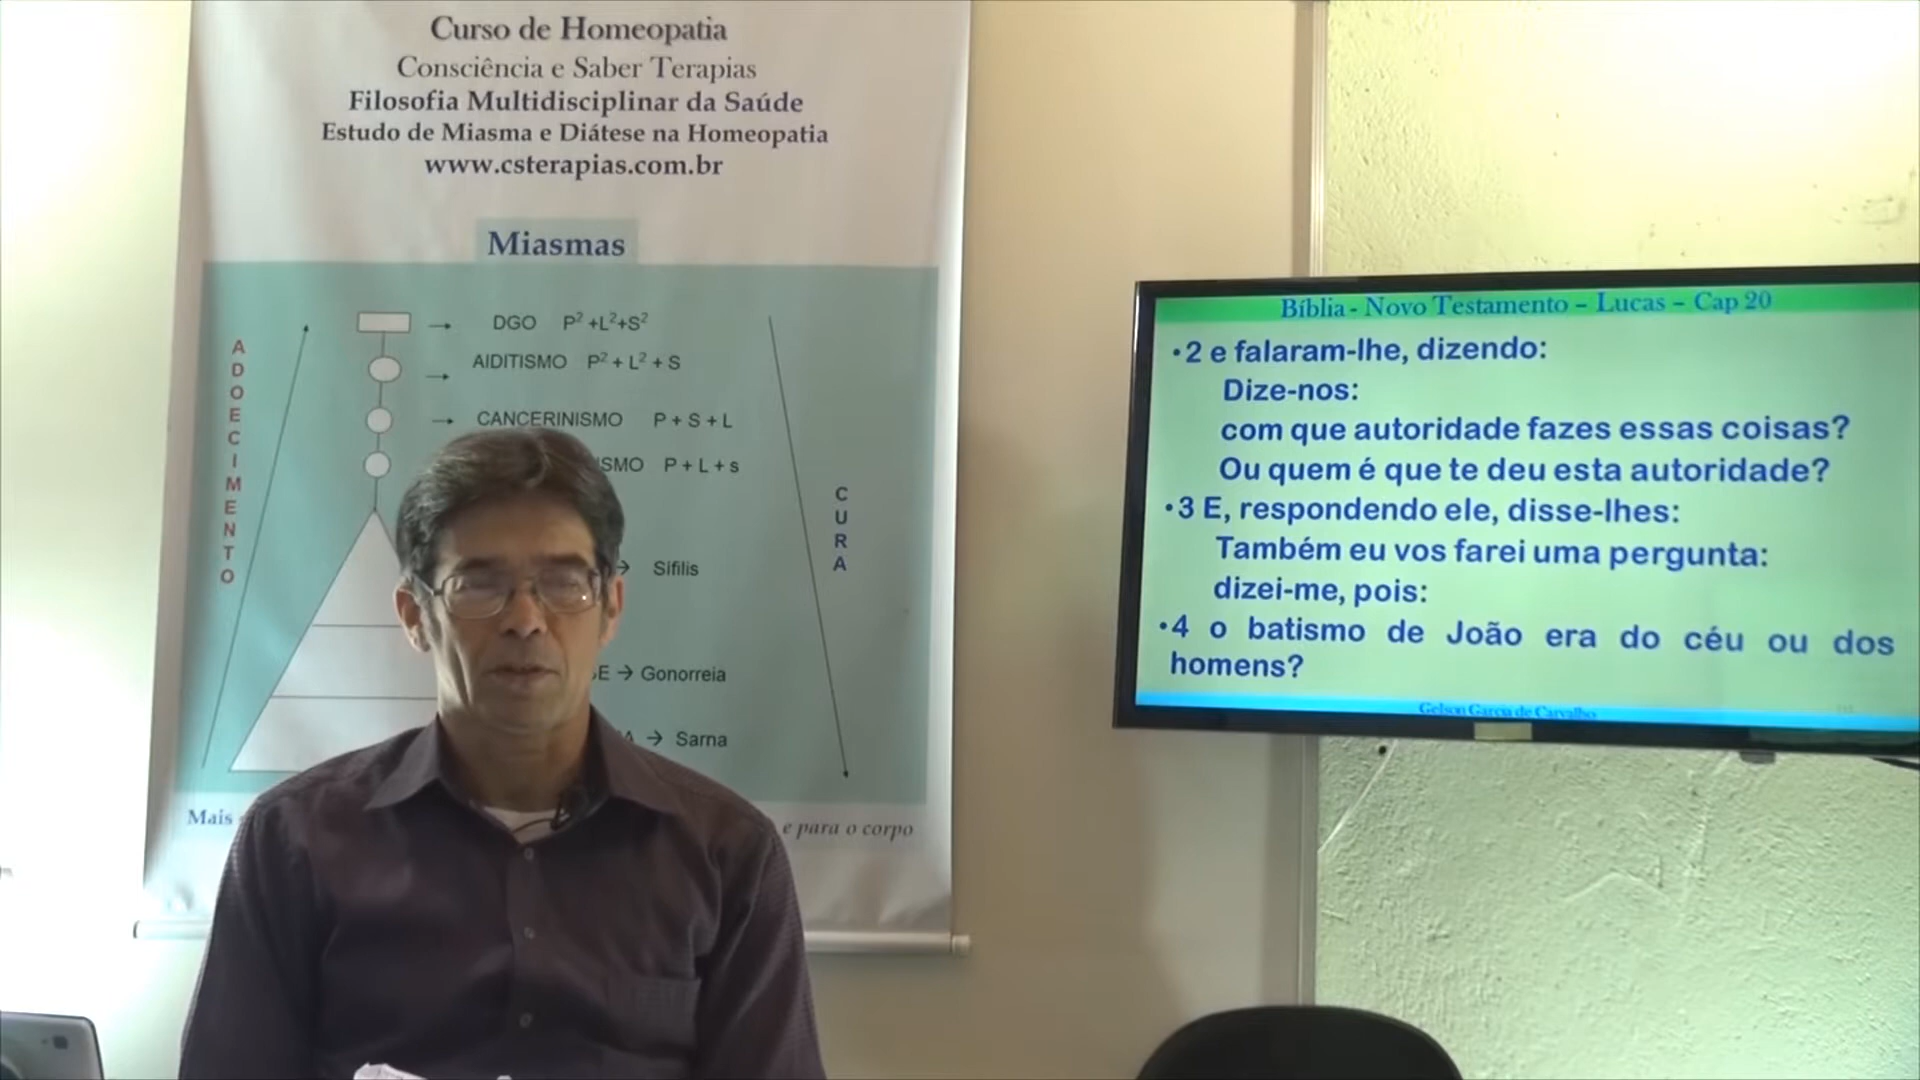 Curso de Homeopatia
Consciência e Saber Terapias
Filosofia Multidisciplinar da Saúde
Estudo de Miasma e Diátese na Homeopatia
www.csterapias.com.br
Miasmas
ADOECIMENTO
DGO P²+L²+S²
AIDITISMO P² + L² + S
CANCERINISMO P + S + L
SMO P + L + s
→ Sífilis
E → Gonorreia
→ Sarna
CURA
Mais
e para o corpo
Bíblia - Novo Testamento – Lucas – Cap 20
•2 e falaram-lhe, dizendo:
Dize-nos:
com que autoridade fazes essas coisas?
Ou quem é que te deu esta autoridade?
•3 E, respondendo ele, disse-lhes:
Também eu vos farei uma pergunta:
dizei-me, pois:
•4 o batismo de João era do céu ou dos
homens?
Gelson Garcia de Carvalho